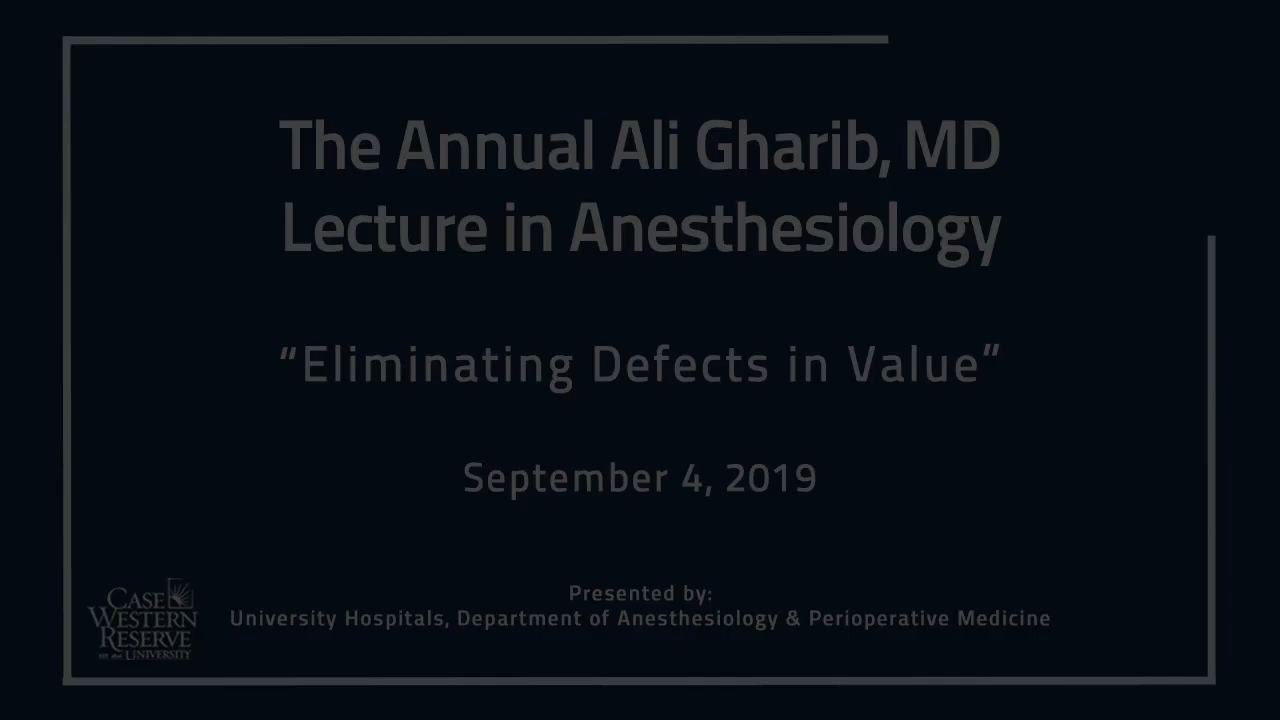 The Annual Ali Gharib, MD
Lecture in Anesthesiology
“Eliminating Defects in Value”
September 4, 2019
Presented by:
University Hospitals, Department of Anesthesiology & Perioperative Medicine
CASE
WESTERN
RESERVE
UNIVERSITY